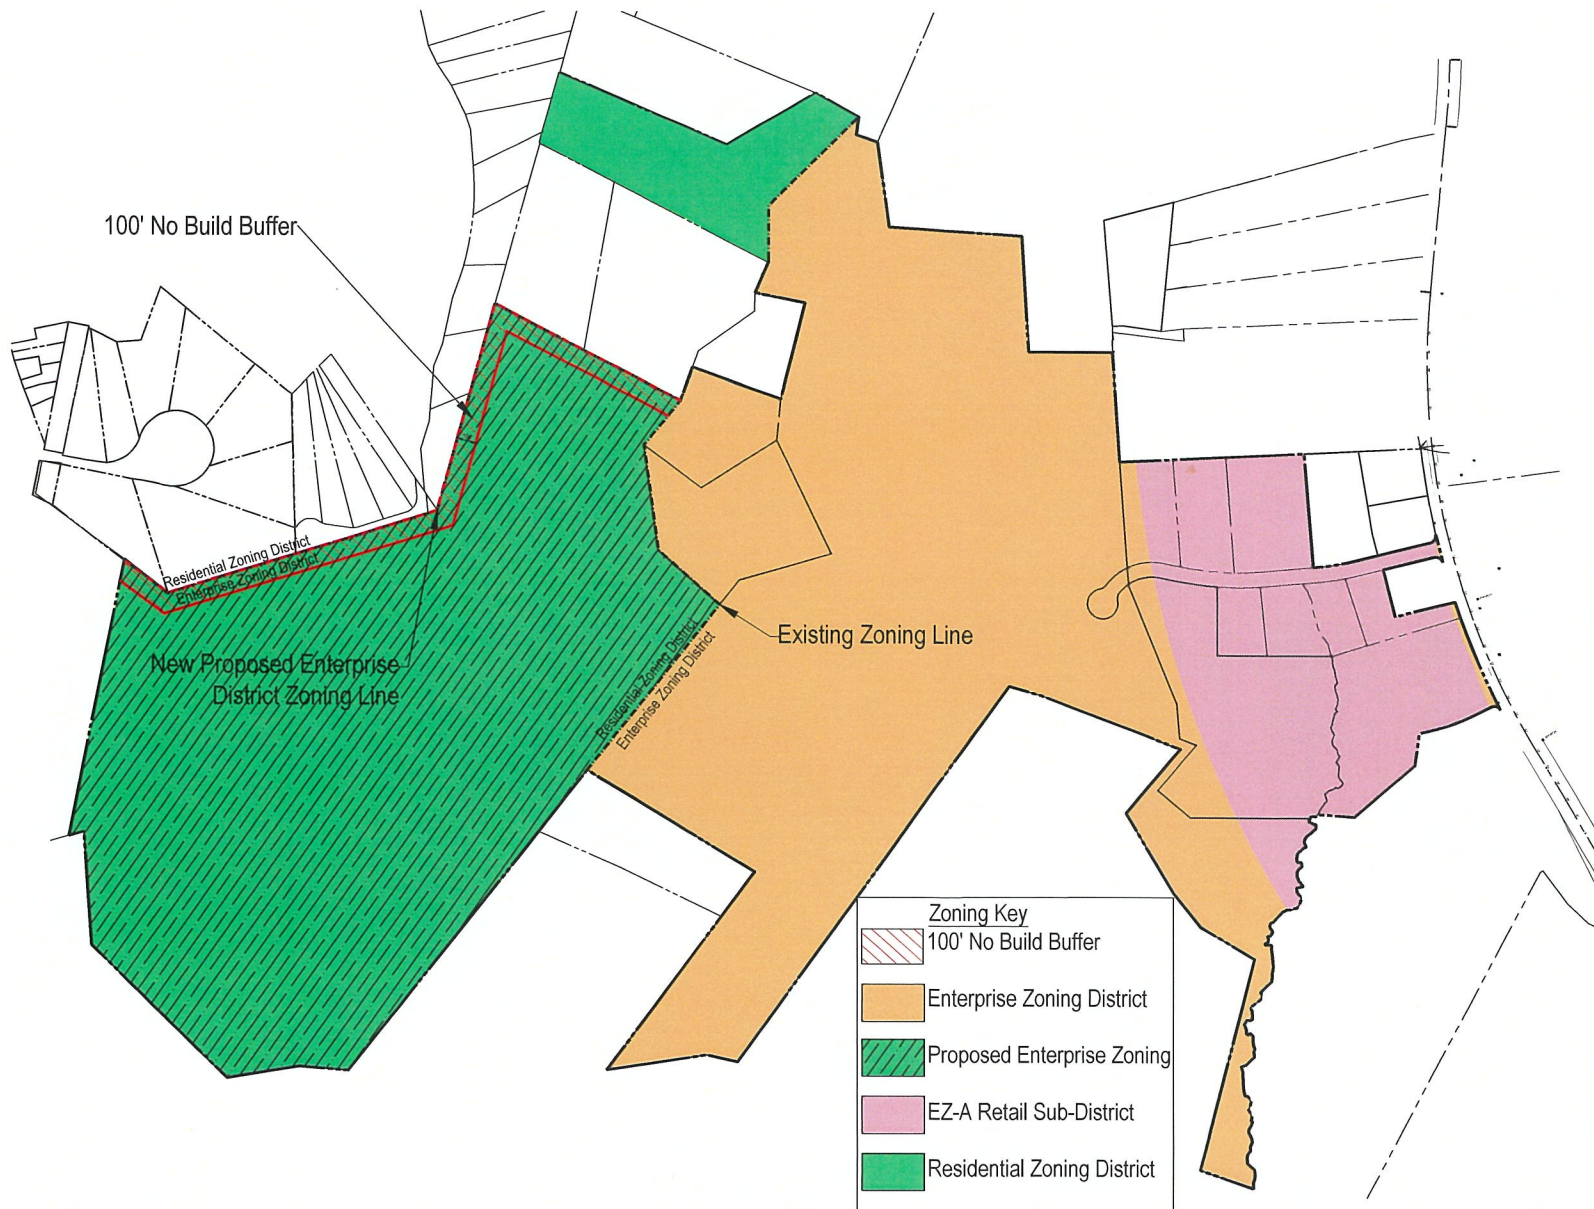 100' No Build Buffer
Residential Zoning District
Enterprise Zoning District
New Proposed Enterprise
District Zoning Line
Existing Zoning Line
Residential Zoning District
Enterprise Zoning District
Zoning Key
100' No Build Buffer
Enterprise Zoning District
Proposed Enterprise Zoning
EZ-A Retail Sub-District
Residential Zoning District